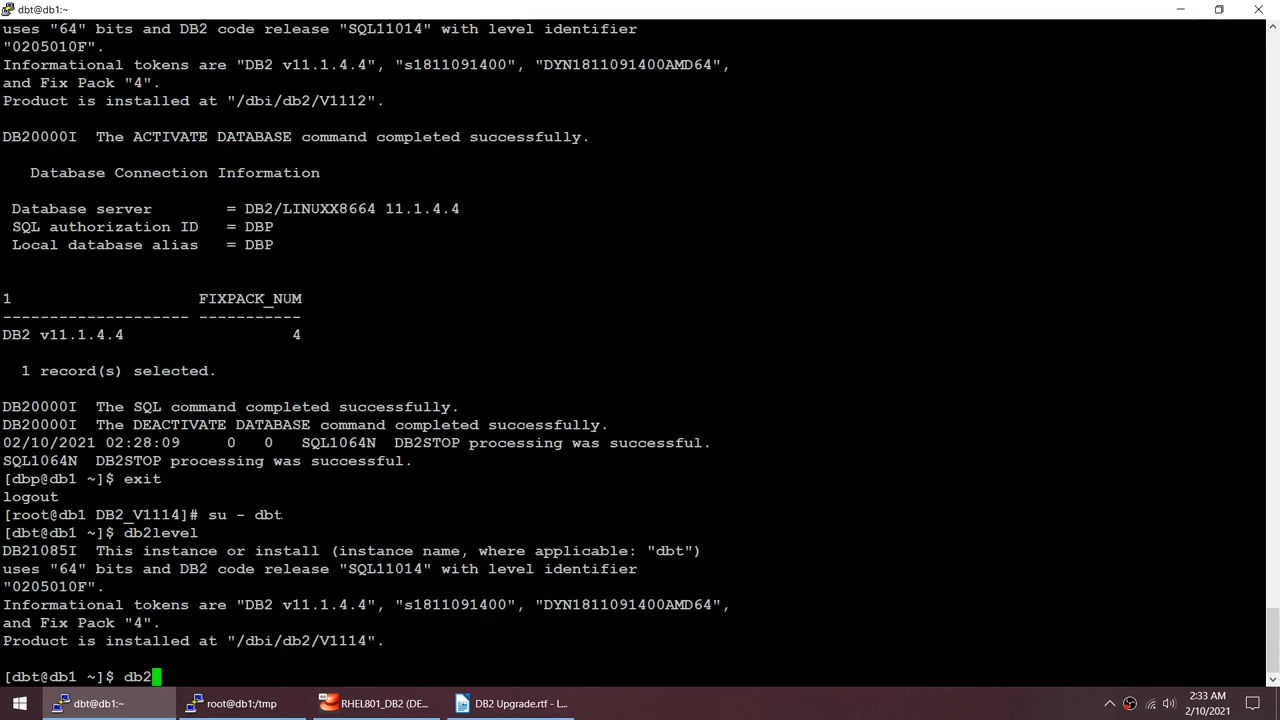 dbt@db1:~
uses "64" bits and DB2 code release "SQL11014" with level identifier
"0205010F".
Informational tokens are "DB2 v11.1.4.4", "s1811091400", "DYN1811091400AMD64",
and Fix Pack "4".
Product is installed at "/dbi/db2/V1112".
DB20000I  The ACTIVATE DATABASE command completed successfully.
Database Connection Information
Database server        = DB2/LINUXX8664 11.1.4.4
SQL authorization ID   = DBP
Local database alias   = DBP
1                     FIXPACK_NUM
-------------------- -----------
DB2 v11.1.4.4                   4
1 record(s) selected.
DB20000I  The SQL command completed successfully.
DB20000I  The DEACTIVATE DATABASE command completed successfully.
02/10/2021 02:28:09     0   0   SQL1064N  DB2STOP processing was successful.
SQL1064N  DB2STOP processing was successful.
[dbp@db1 ~]$ exit
logout
[root@db1 DB2_V1114]# su - dbt
[dbt@db1 ~]$ db2level
DB21085I  This instance or install (instance name, where applicable: "dbt")
uses "64" bits and DB2 code release "SQL11014" with level identifier
"0205010F".
Informational tokens are "DB2 v11.1.4.4", "s1811091400", "DYN1811091400AMD64",
and Fix Pack "4".
Product is installed at "/dbi/db2/V1114".
[dbt@db1 ~]$ db2
dbt@db1:~
root@db1:/tmp
RHEL801_DB2 (DE...
DB2 Upgrade.rtf - L...
2:33 AM
2/10/2021